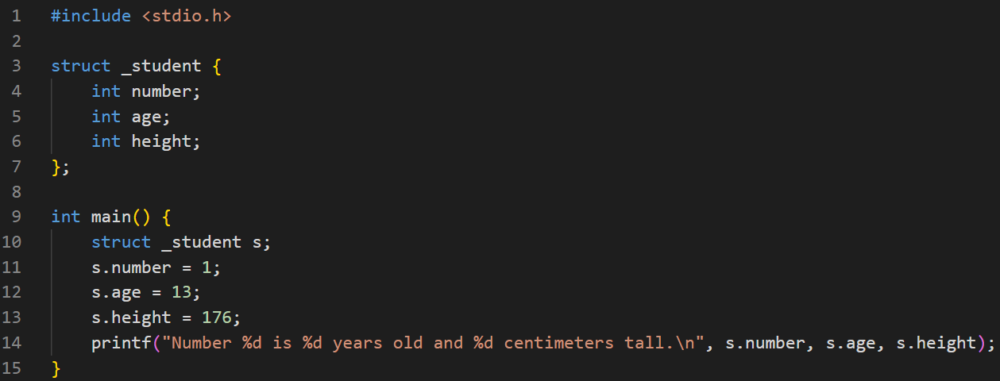 1 #include <stdio.h>
2
3 struct _student {
4     int number;
5     int age;
6     int height;
7 };
8
9 int main() {
10     struct _student s;
11     s.number = 1;
12     s.age = 13;
13     s.height = 176;
14     printf("Number %d is %d years old and %d centimeters tall.\n", s.number, s.age, s.height);
15 }